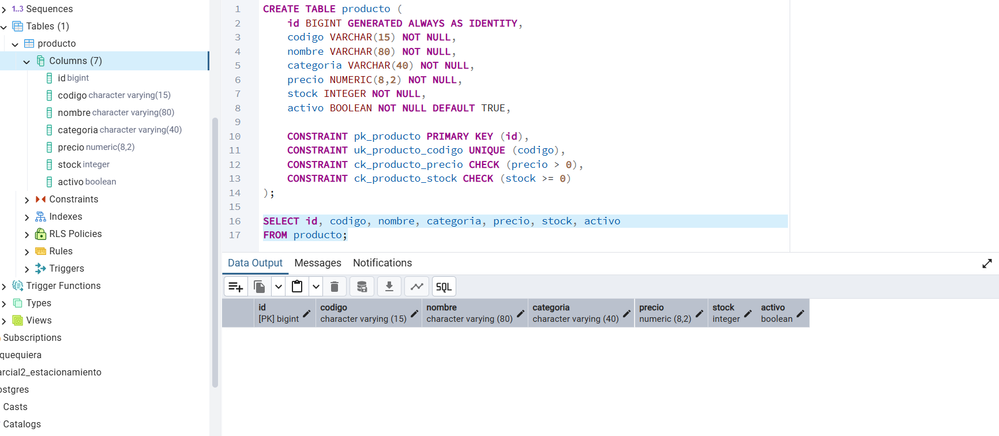 1..3 Sequences
Tables (1)
producto
Columns (7)
id bigint
codigo character varying(15)
nombre character varying(80)
categoria character varying(40)
precio numeric(8,2)
stock integer
activo boolean
Constraints
Indexes
RLS Policies
Rules
Triggers
Trigger Functions
Types
Views
Subscriptions
quequiera
arcial2_estacionamiento
ostgres
Casts
Catalogs
1 CREATE TABLE producto (
2 id BIGINT GENERATED ALWAYS AS IDENTITY,
3 codigo VARCHAR(15) NOT NULL,
4 nombre VARCHAR(80) NOT NULL,
5 categoria VARCHAR(40) NOT NULL,
6 precio NUMERIC(8,2) NOT NULL,
7 stock INTEGER NOT NULL,
8 activo BOOLEAN NOT NULL DEFAULT TRUE,
9
10 CONSTRAINT pk_producto PRIMARY KEY (id),
11 CONSTRAINT uk_producto_codigo UNIQUE (codigo),
12 CONSTRAINT ck_producto_precio CHECK (precio > 0),
13 CONSTRAINT ck_producto_stock CHECK (stock >= 0)
14 );
15
16 SELECT id, codigo, nombre, categoria, precio, stock, activo
17 FROM producto;
Data Output Messages Notifications
SQL
id codigo nombre categoria precio stock activo
[PK] bigint character varying (15) character varying (80) character varying (40) numeric (8,2) integer boolean